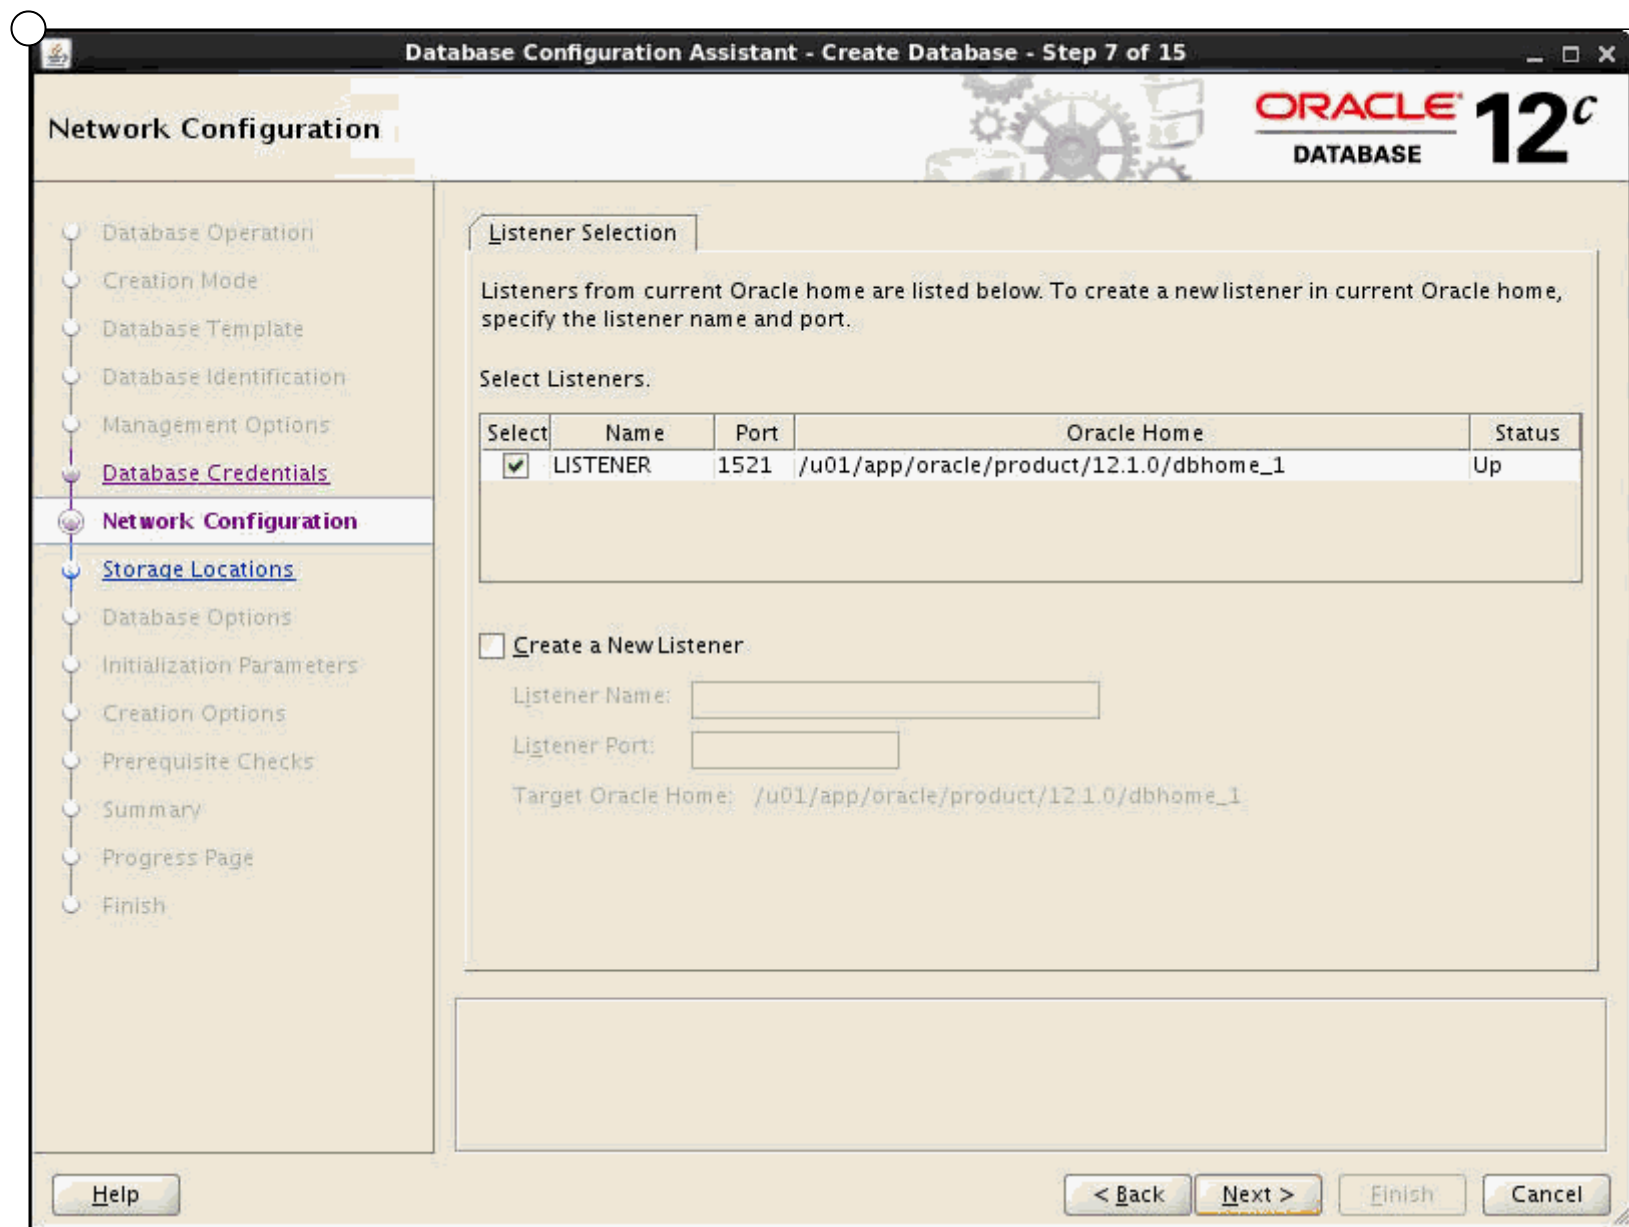 Database Configuration Assistant - Create Database - Step 7 of 15
Network Configuration
ORACLE 12c
DATABASE
Database Operation
Creation Mode
Database Template
Database Identification
Management Options
Database Credentials
Network Configuration
Storage Locations
Database Options
Initialization Parameters
Creation Options
Prerequisite Checks
Summary
Progress Page
Finish
Listener Selection
Listeners from current Oracle home are listed below. To create a new listener in current Oracle home,
specify the listener name and port.
Select Listeners.
Select Name Port Oracle Home Status
LISTENER 1521 /u01/app/oracle/product/12.1.0/dbhome_1 Up
Create a New Listener
Listener Name:
Listener Port:
Target Oracle Home: /u01/app/oracle/product/12.1.0/dbhome_1
Help < Back Next > Finish Cancel